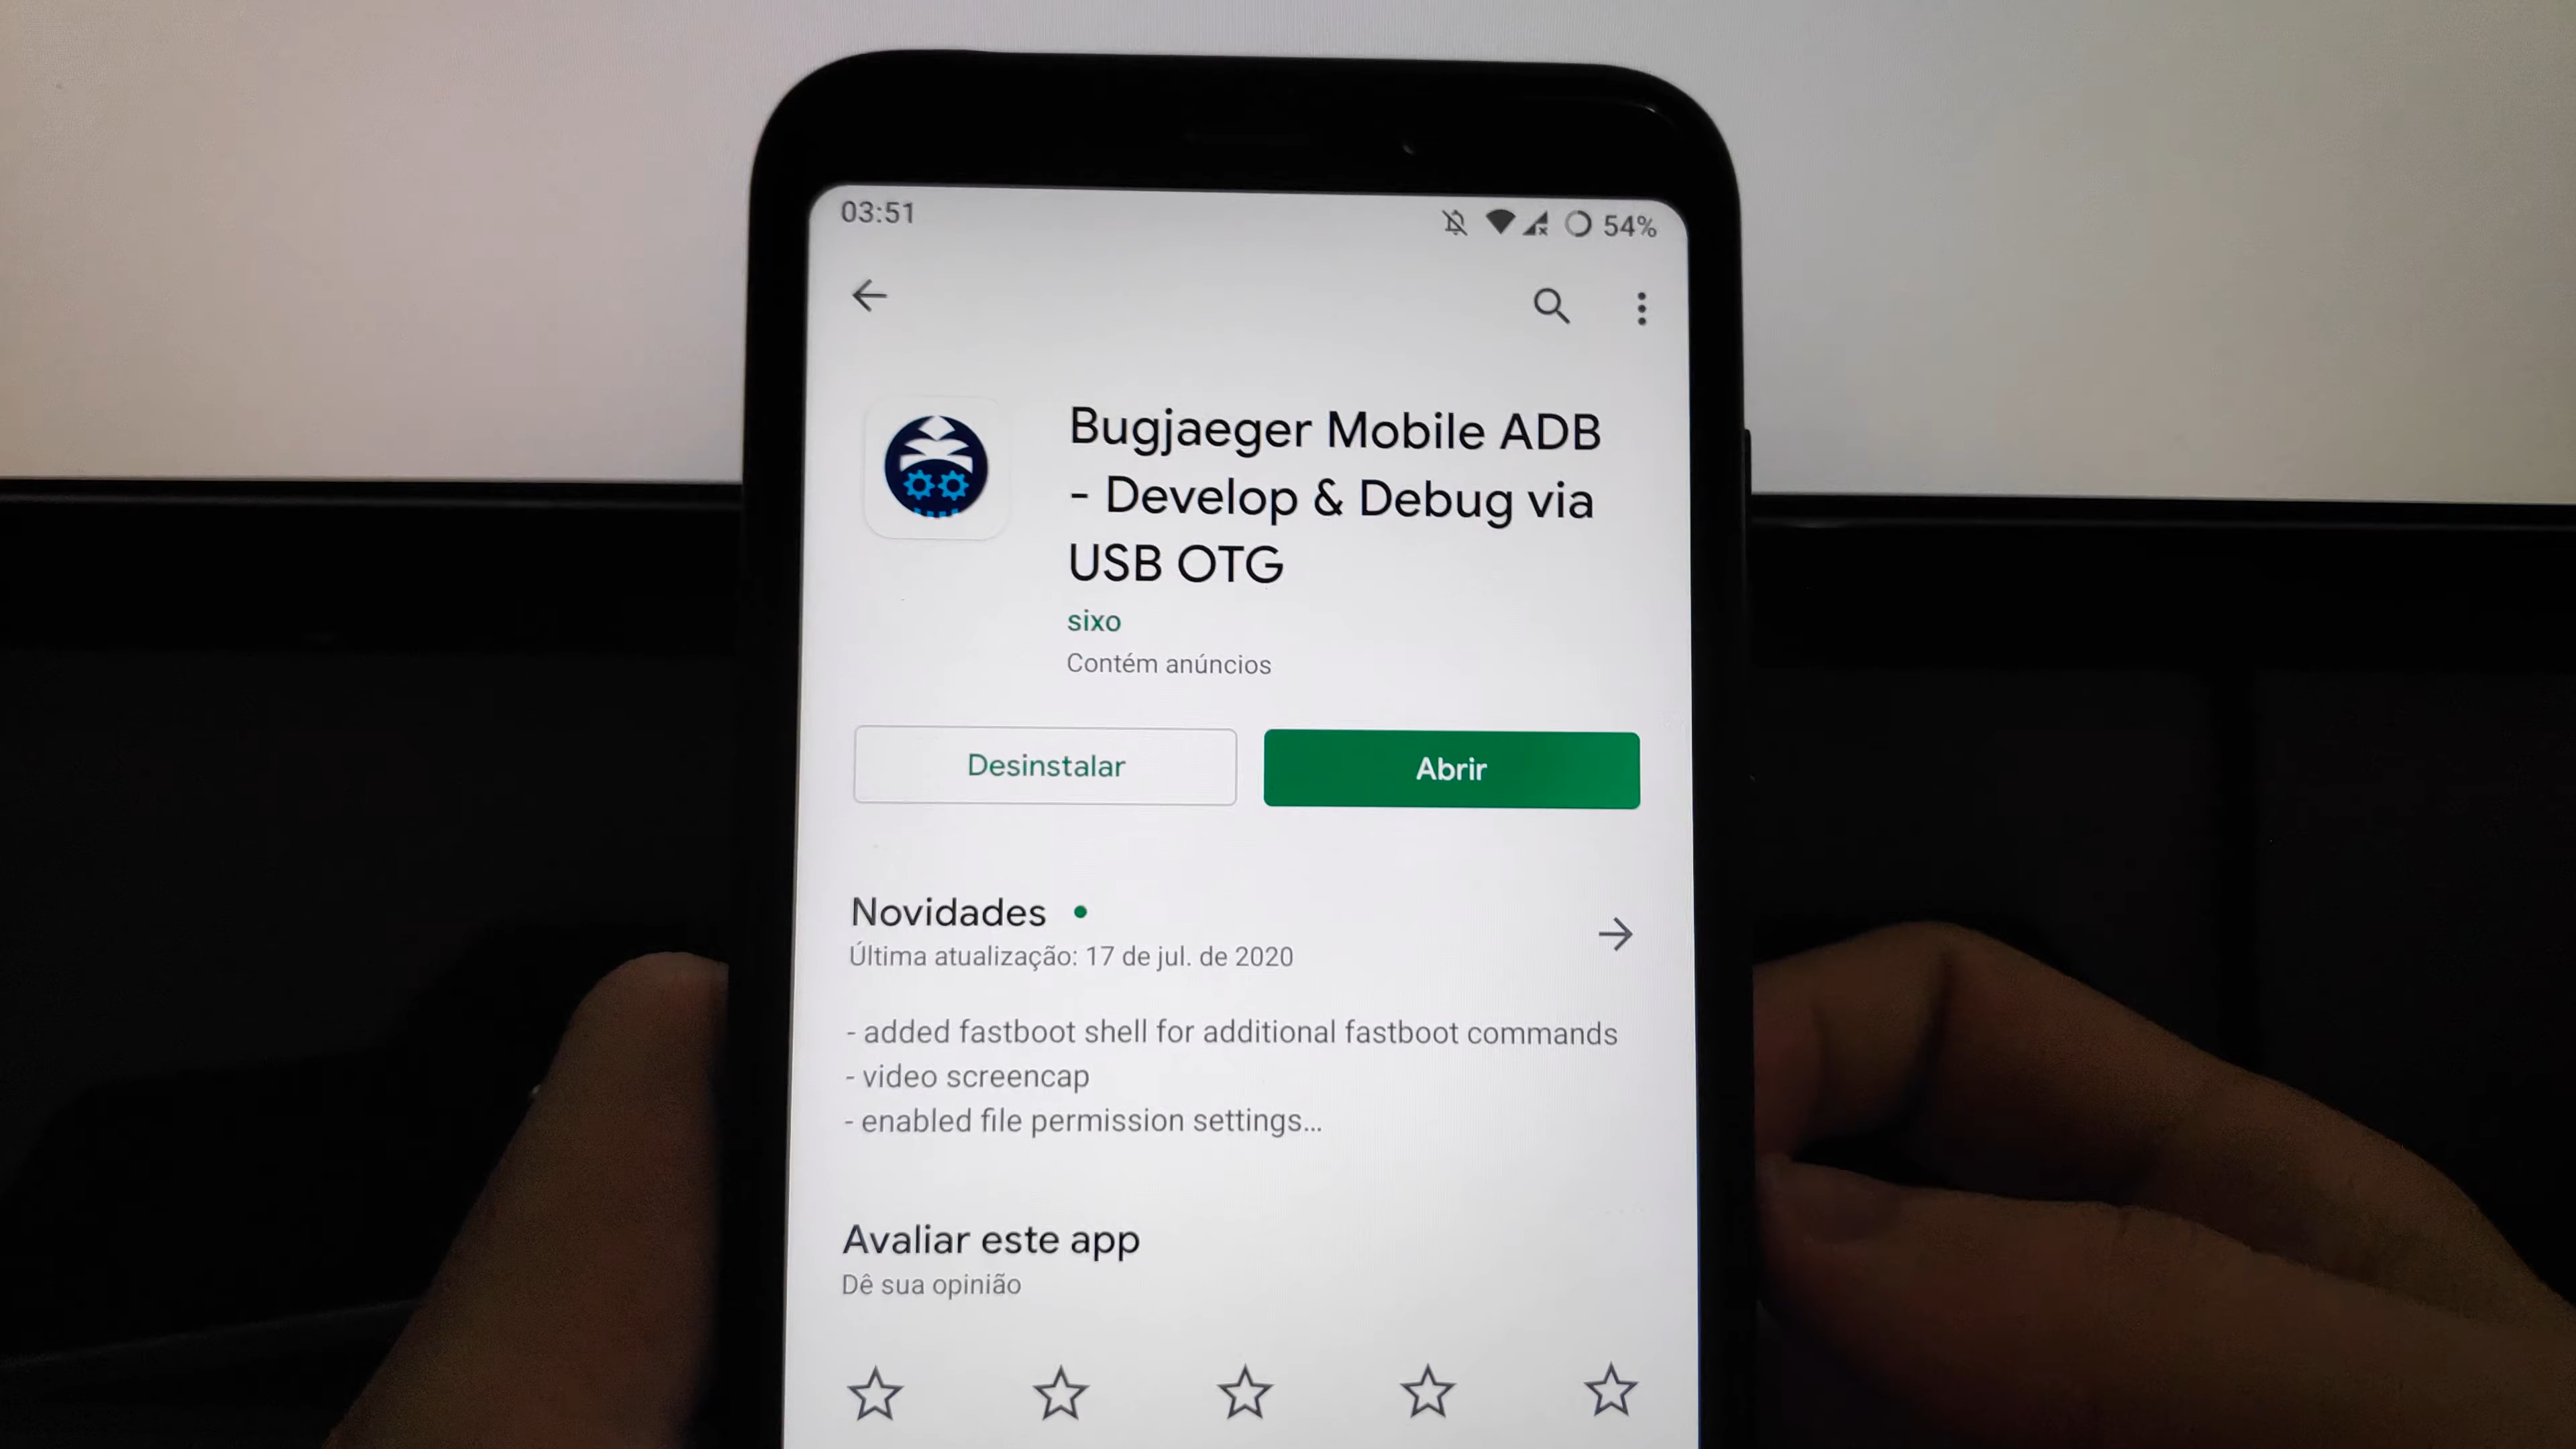 03:51
54%
Bugjaeger Mobile ADB
- Develop & Debug via
USB OTG
sixo
Contém anúncios
Desinstalar
Abrir
Novidades •
Última atualização: 17 de jul. de 2020
- added fastboot shell for additional fastboot commands
- video screencap
- enabled file permission settings...
Avaliar este app
Dê sua opinião